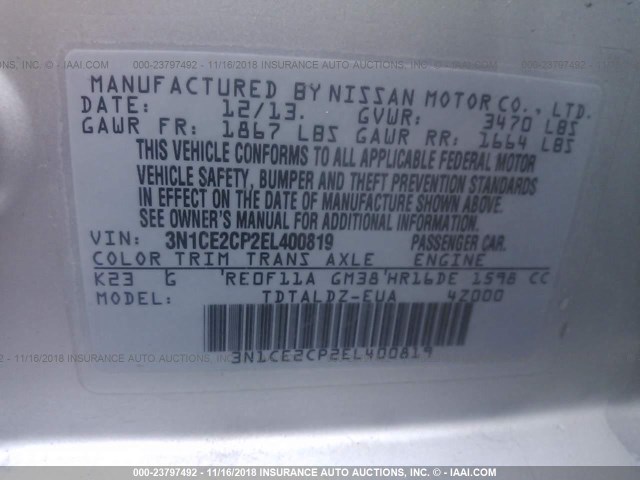 000-23797492 - 11/16/2018 INSURANCE AUTO AUCTIONS INC. - © - IAAI.COM
MANUFACTURED BY NISSAN MOTOR CO., LTD.
DATE: 12/13. GVWR: 3470 LBS
GAWR FR: 1867 LBS GAWR RR: 1664 LBS
THIS VEHICLE CONFORMS TO ALL APPLICABLE FEDERAL MOTOR
VEHICLE SAFETY, BUMPER AND THEFT PREVENTION STANDARDS
IN EFFECT ON THE DATE OF MANUFACTURE SHOWN ABOVE.
SEE OWNER'S MANUAL FOR ADDITIONAL INFORMATION.
VIN: 3N1CE2CP2EL400819 PASSENGER CAR.
COLOR TRIM TRANS AXLE ENGINE
K23 G RE0F11A GM38 HR16DE 1598 CC
MODEL: TDTALDZ-EUA 4Z000
3N1CE2CP2EL400819
000-23797492 - 11/16/2018 INSURANCE AUTO AUCTIONS INC. - © - IAAI.COM